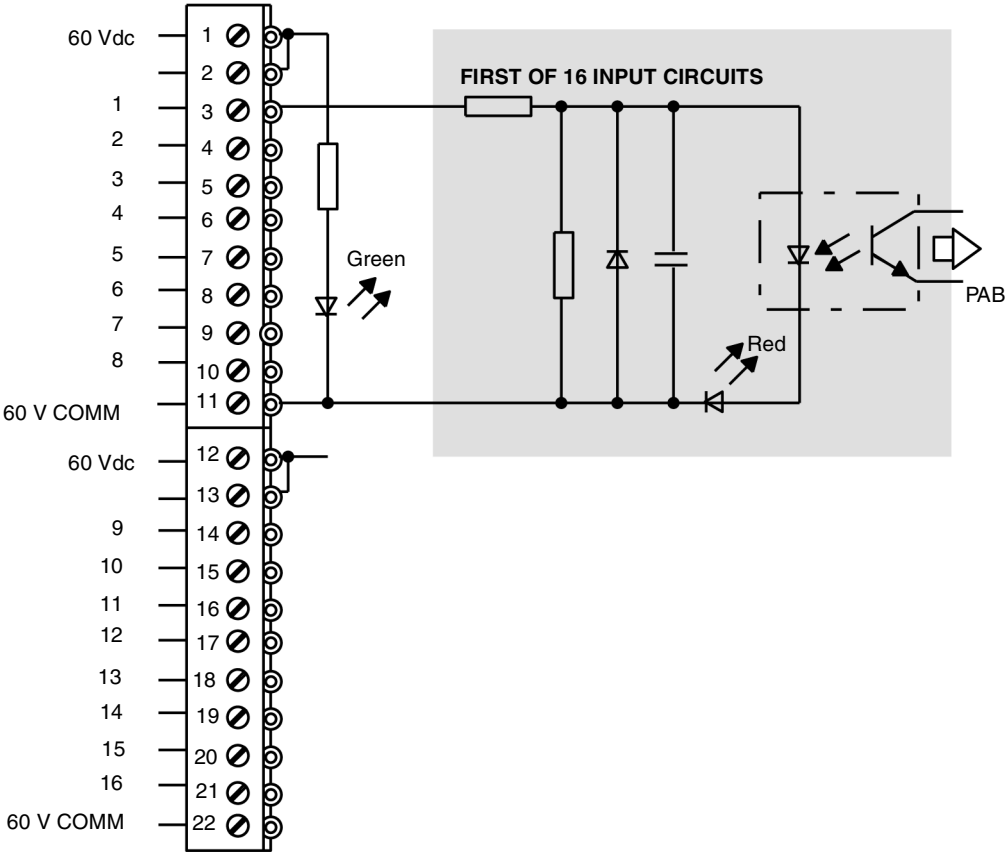 60 Vdc 1
2
FIRST OF 16 INPUT CIRCUITS
1 3
2 4
3 5
4 6
5 7
Green
6 8
PAB
7 9
8 10
Red
60 V COMM 11
60 Vdc 12
13
9 14
10 15
11 16
12 17
13 18
14 19
15 20
16 21
60 V COMM 22